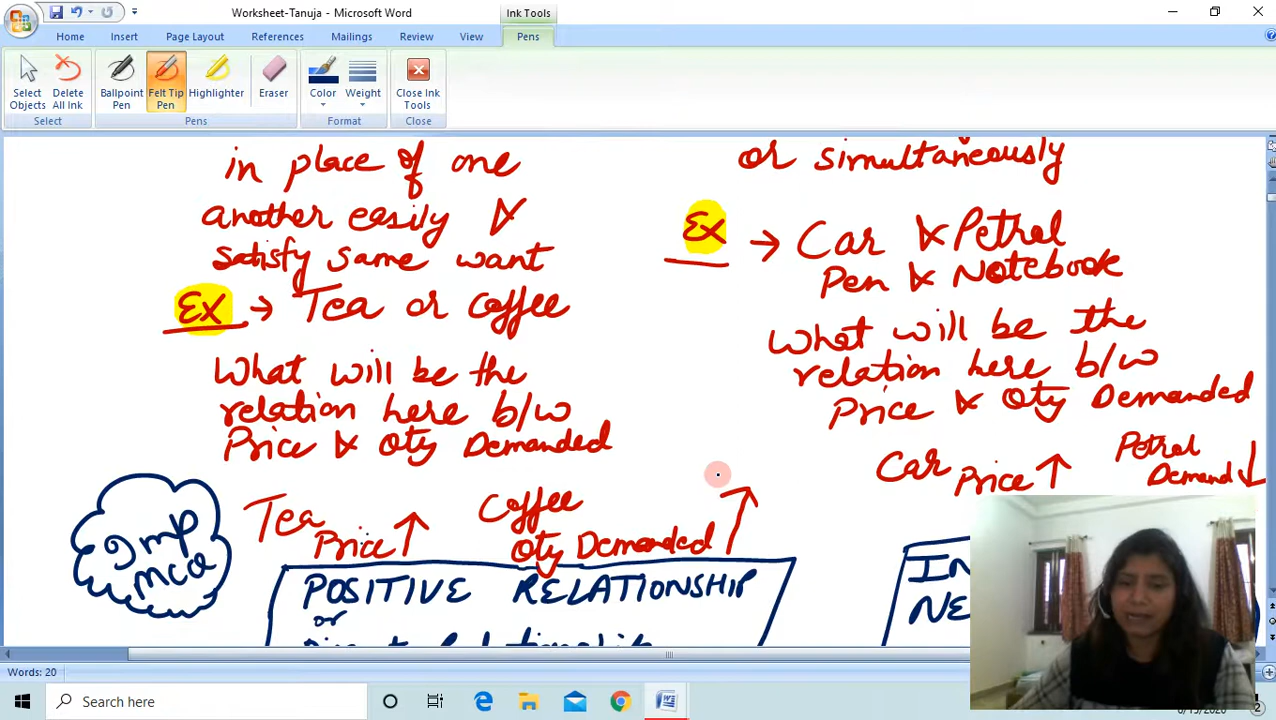 Worksheet-Tanuja - Microsoft Word
Ink Tools
Home
Insert
Page Layout
References
Mailings
Review
View
Pens
Select Objects
Delete All Ink
Ballpoint Pen
Felt Tip Pen
Highlighter
Eraser
Color
Weight
Close Ink Tools
Select
Pens
Format
Close
in place of one
another easily &
satisfy same want
Ex → Tea or Coffee
What will be the
relation here b/w
Price & Qty Demanded
Tea Price ↑
Coffee Qty Demanded ↑
Imp
MCQ
POSITIVE RELATIONSHIP
or
or simultaneously
Ex → Car & Petrol
Pen & Notebook
What will be the
relation here b/w
Price & Qty Demanded
Car Price ↑
Petrol Demand ↓
IN
NE
Words: 20
Search here